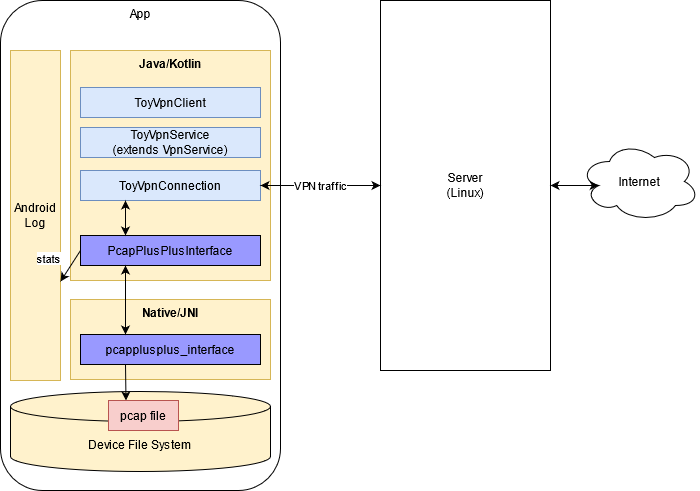 App
Java/Kotlin
ToyVpnClient
ToyVpnService
(extends VpnService)
ToyVpnConnection
VPN traffic
Server
(Linux)
Internet
Android
Log
stats
PcapPlusPlusInterface
Native/JNI
pcapplusplus_interface
pcap file
Device File System